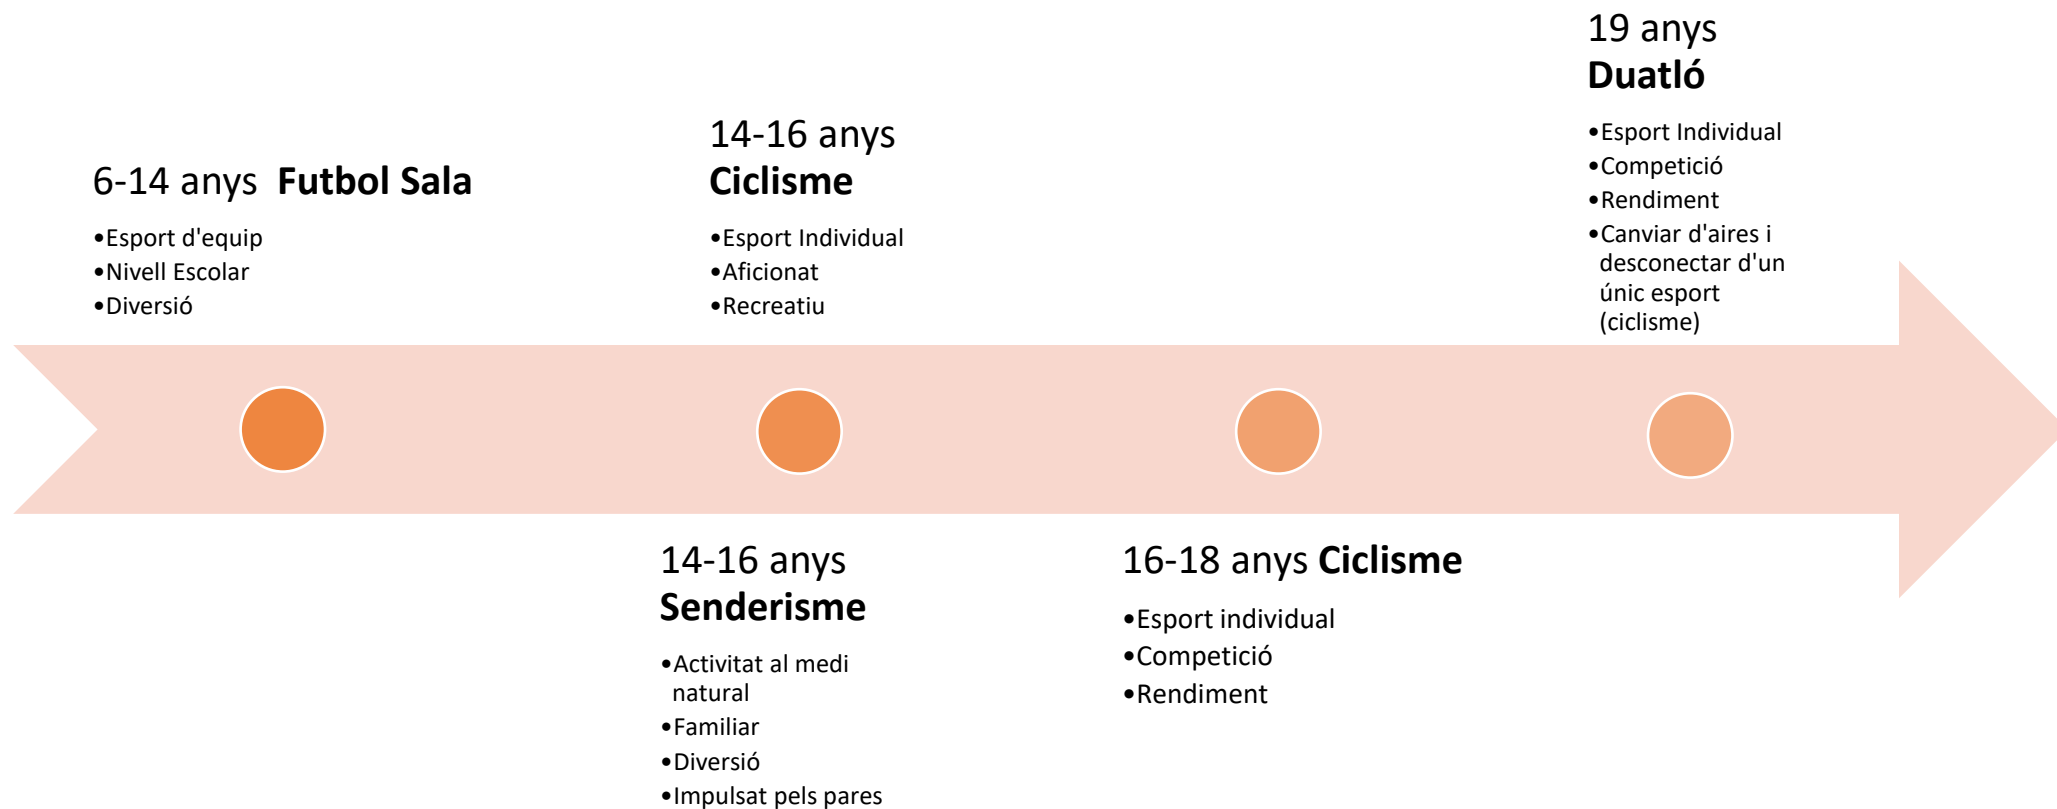 6-14 anys  Futbol Sala
•Esport d'equip
•Nivell Escolar
•Diversió
14-16 anys
Ciclisme
•Esport Individual
•Aficionat
•Recreatiu
19 anys
Duatló
•Esport Individual
•Competició
•Rendiment
•Canviar d'aires i
desconectar d'un
únic esport
(ciclisme)
14-16 anys
Senderisme
•Activitat al medi
natural
•Familiar
•Diversió
•Impulsat pels pares
16-18 anys Ciclisme
•Esport individual
•Competició
•Rendiment